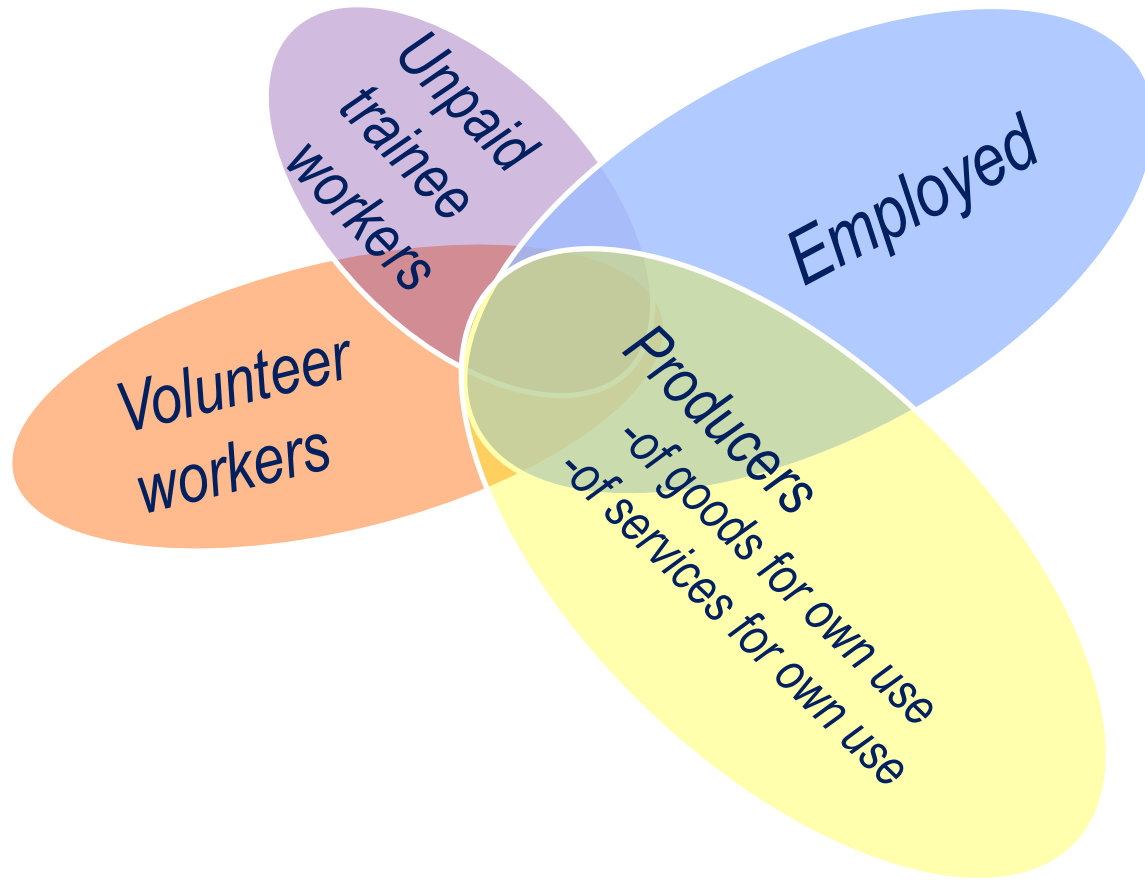 Unpaid
trainee
workers
Employed
Volunteer
workers
Producers
-of goods for own use
-of services for own use